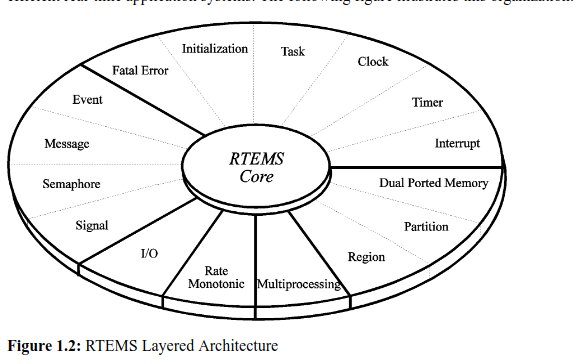 efficient real-time application systems. The following figure illustrates this organization.
Initialization
Task
Fatal Error
Clock
Event
Timer
Message
Interrupt
RTEMS
Core
Semaphore
Dual Ported Memory
Signal
Partition
I/O
Region
Rate
Monotonic
Multiprocessing
Figure 1.2: RTEMS Layered Architecture